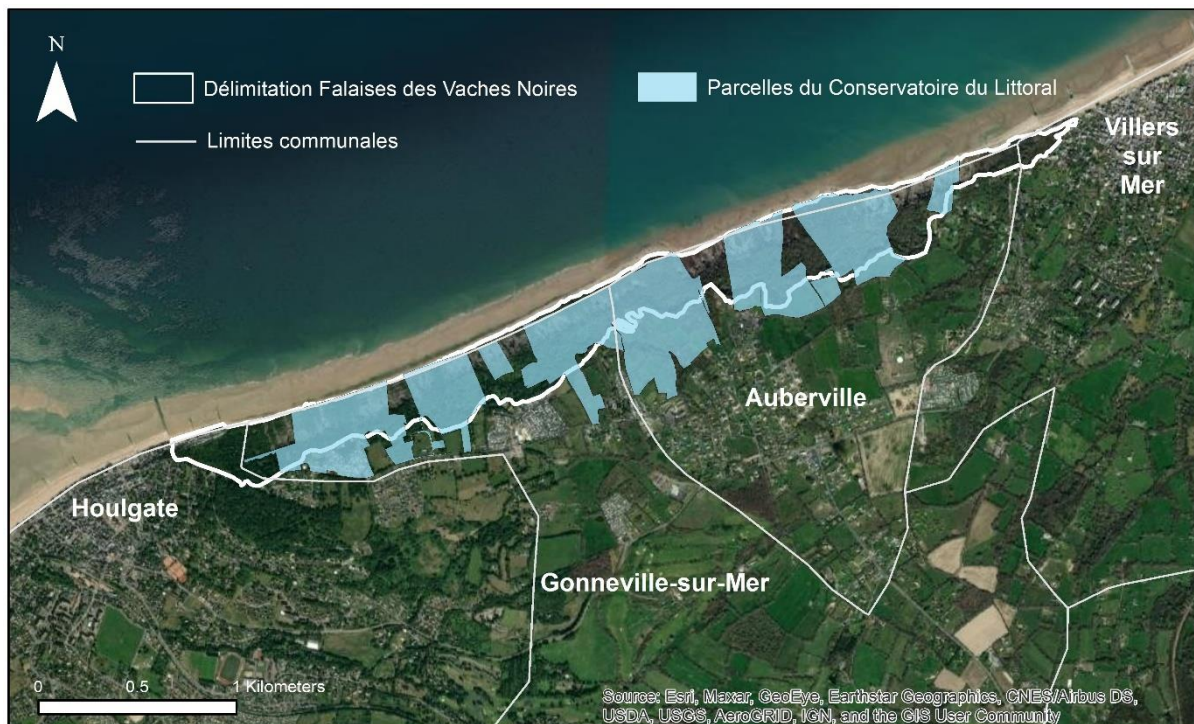 N
Délimitation Falaises des Vaches Noires
Parcelles du Conservatoire du Littoral
Limites communales
Villers
sur
Mer
Auberville
Houlgate
Gonneville-sur-Mer
0 0.5 1 Kilometers
Source: Esri, Maxar, GeoEye, Earthstar Geographics, CNES/Airbus DS,
USDA, USGS, AeroGRID, IGN, and the GIS User Community